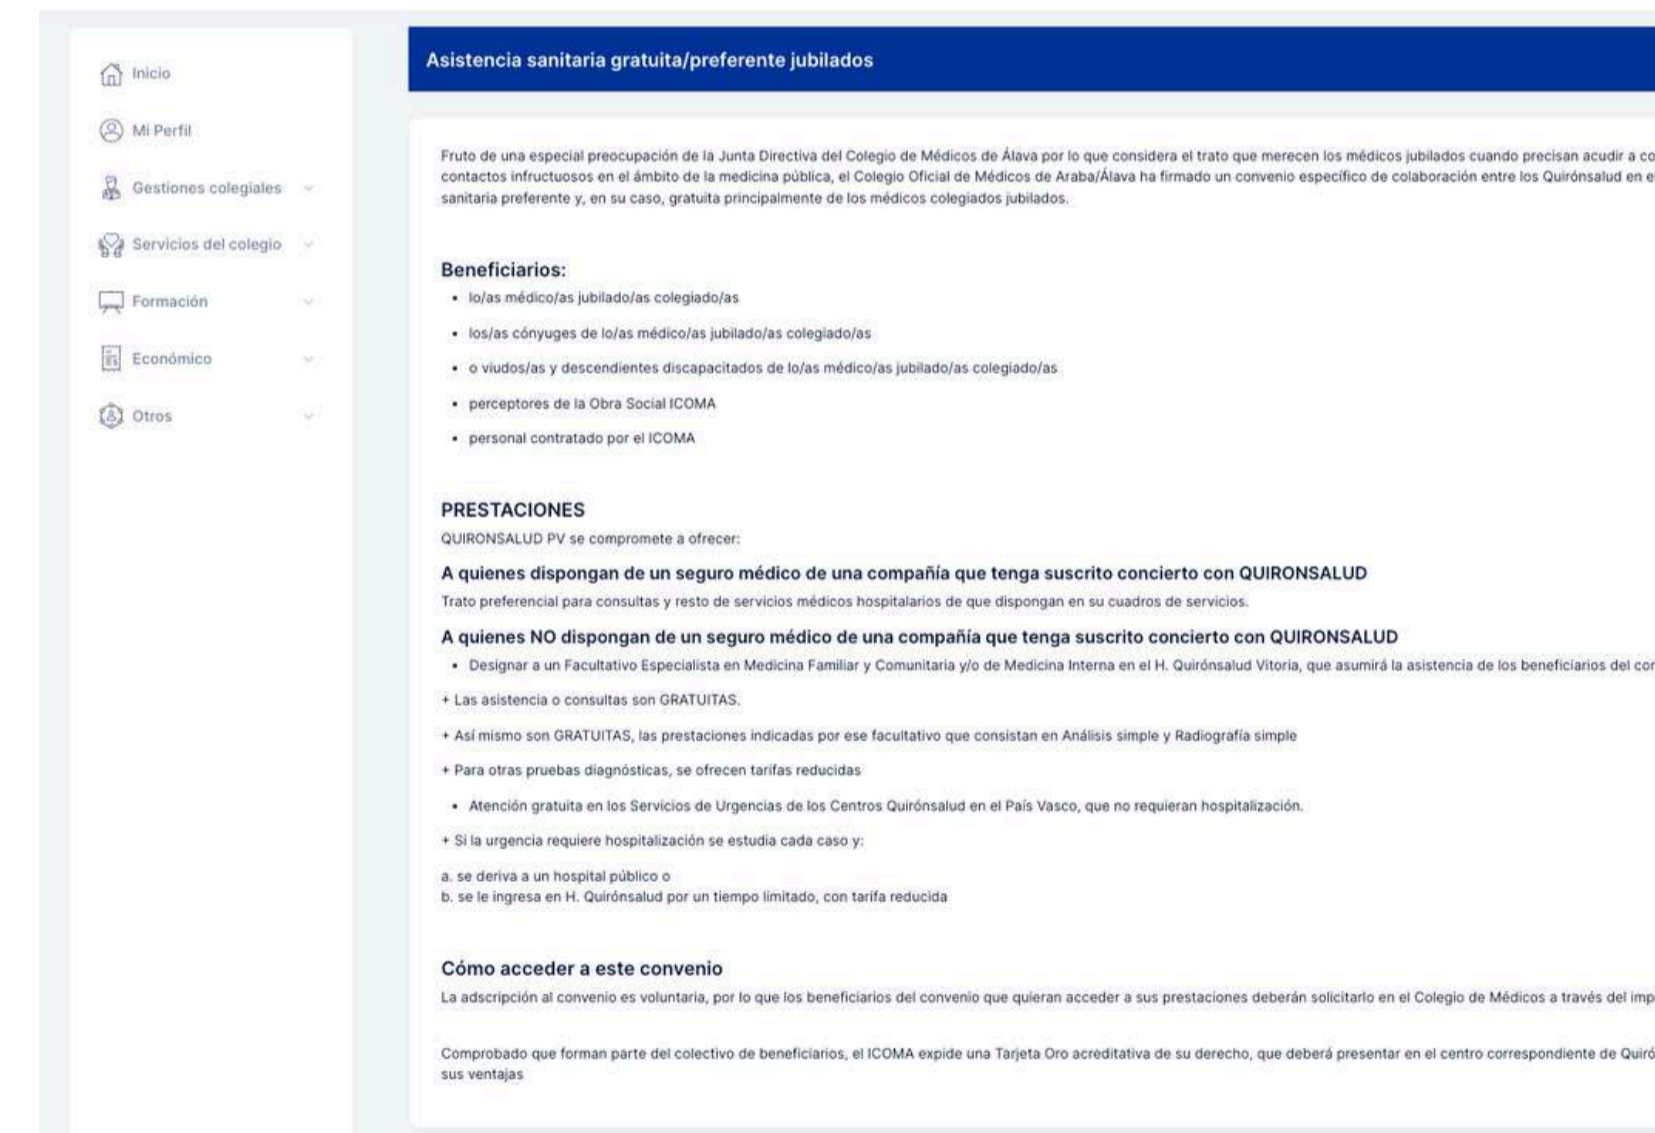 Inicio
Mi Perfil
Gestiones colegiales
Servicios del colegio
Formación
Económico
Otros
Asistencia sanitaria gratuita/preferente jubilados
Fruto de una especial preocupación de la Junta Directiva del Colegio de Médicos de Álava por lo que considera el trato que merecen los médicos jubilados cuando precisan acudir a co
contactos infructuosos en el ámbito de la medicina pública, el Colegio Oficial de Médicos de Araba/Álava ha firmado un convenio específico de colaboración entre los Quirónsalud en e
sanitaria preferente y, en su caso, gratuita principalmente de los médicos colegiados jubilados.
Beneficiarios:
• lo/as médico/as jubilado/as colegiado/as
• los/as cónyuges de lo/as médico/as jubilado/as colegiado/as
• o viudos/as y descendientes discapacitados de lo/as médico/as jubilado/as colegiado/as
• perceptores de la Obra Social ICOMA
• personal contratado por el ICOMA
PRESTACIONES
QUIRONSALUD PV se compromete a ofrecer:
A quienes dispongan de un seguro médico de una compañía que tenga suscrito concierto con QUIRONSALUD
Trato preferencial para consultas y resto de servicios médicos hospitalarios de que dispongan en su cuadros de servicios.
A quienes NO dispongan de un seguro médico de una compañía que tenga suscrito concierto con QUIRONSALUD
• Designar a un Facultativo Especialista en Medicina Familiar y Comunitaria y/o de Medicina Interna en el H. Quirónsalud Vitoria, que asumirá la asistencia de los beneficiarios del con
+ Las asistencia o consultas son GRATUITAS.
+ Así mismo son GRATUITAS, las prestaciones indicadas por ese facultativo que consistan en Análisis simple y Radiografía simple
+ Para otras pruebas diagnósticas, se ofrecen tarifas reducidas
• Atención gratuita en los Servicios de Urgencias de los Centros Quirónsalud en el País Vasco, que no requieran hospitalización.
+ Si la urgencia requiere hospitalización se estudia cada caso y:
a. se deriva a un hospital público o
b. se le ingresa en H. Quirónsalud por un tiempo limitado, con tarifa reducida
Cómo acceder a este convenio
La adscripción al convenio es voluntaria, por lo que los beneficiarios del convenio que quieran acceder a sus prestaciones deberán solicitarlo en el Colegio de Médicos a través del imp
Comprobado que forman parte del colectivo de beneficiarios, el ICOMA expide una Tarjeta Oro acreditativa de su derecho, que deberá presentar en el centro correspondiente de Quiró
sus ventajas